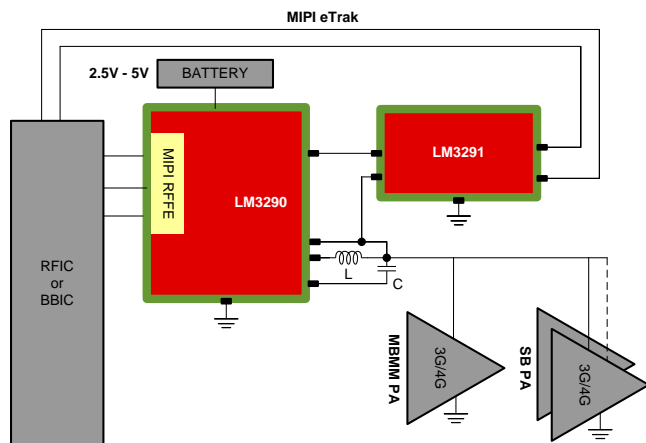 MIPI eTrak
2.5V - 5V
BATTERY
MIPI RFFE
LM3290
LM3291
RFIC
or
BBIC
L
C
MBMM PA
3G/4G
SB PA
3G/4G